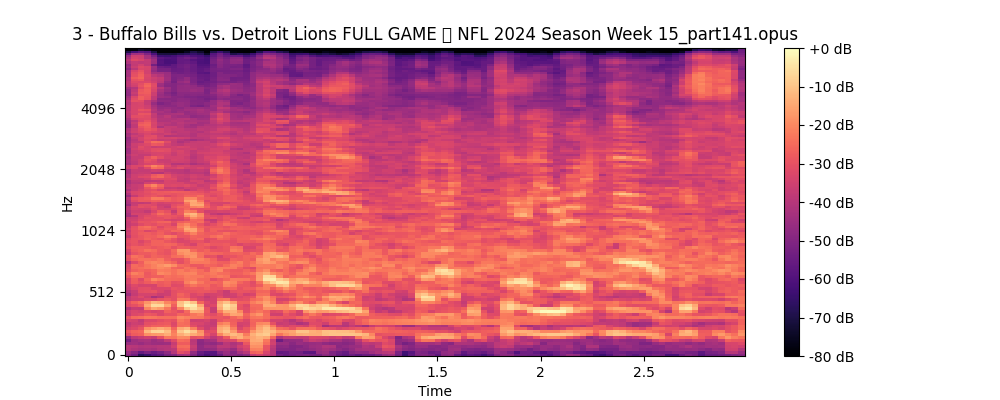 3 - Buffalo Bills vs. Detroit Lions FULL GAME ▯ NFL 2024 Season Week 15_part141.opus
+0 dB
4096
-10 dB
-20 dB
2048
-30 dB
Hz
1024
-40 dB
-50 dB
512
-60 dB
-70 dB
0
-80 dB
0 0.5 1 1.5 2 2.5
Time